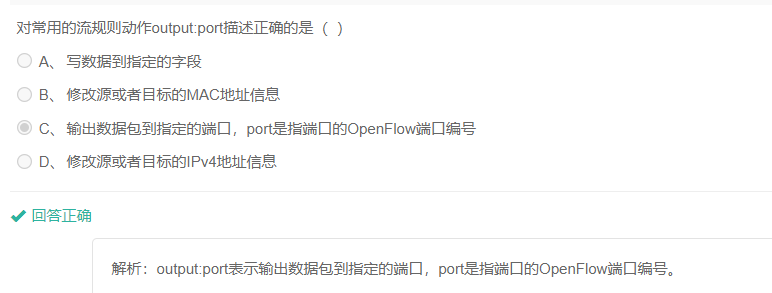 对常用的流规则动作output:port描述正确的是（ ）
A、 写数据到指定的字段
B、 修改源或者目标的MAC地址信息
C、 输出数据包到指定的端口，port是指端口的OpenFlow端口编号
D、 修改源或者目标的IPv4地址信息
回答正确
解析：output:port表示输出数据包到指定的端口，port是指端口的OpenFlow端口编号。